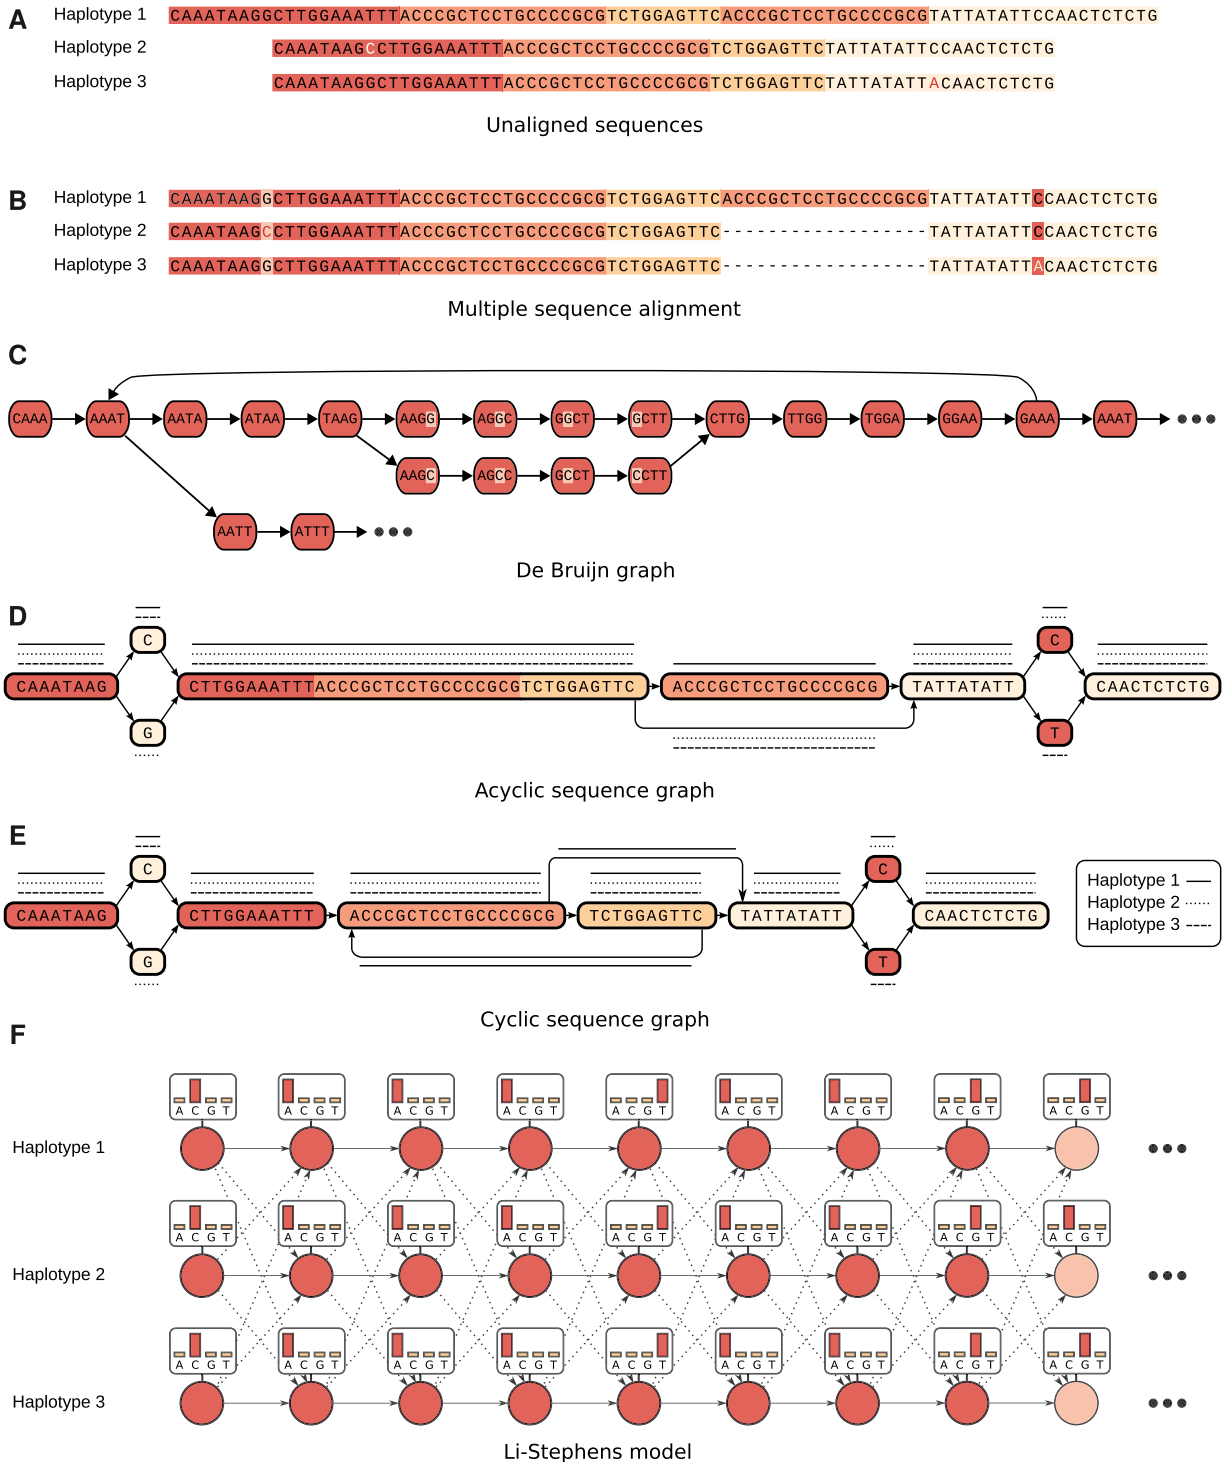 A
Haplotype 1 CAAATAAGGCTTGGAAATTTACCCGCTCCTGCCCCGCGTCTGGAGTTCACCCGCTCCTGCCCCGCGTATTATATTCCAACTCTCTG
Haplotype 2 CAAATAAGCCTTGGAAATTTACCCGCTCCTGCCCCGCGTCTGGAGTTCTATTATATTCCAACTCTCTG
Haplotype 3 CAAATAAGGCTTGGAAATTTACCCGCTCCTGCCCCGCGTCTGGAGTTCTATTATATTACAACTCTCTG
Unaligned sequences
B
Haplotype 1 CAAATAAGGCTTGGAAATTTACCCGCTCCTGCCCCGCGTCTGGAGTTCACCCGCTCCTGCCCCGCGTATTATATTCCAACTCTCTG
Haplotype 2 CAAATAAGCCTTGGAAATTTACCCGCTCCTGCCCCGCGTCTGGAGTTC------------------TATTATATTCCAACTCTCTG
Haplotype 3 CAAATAAGGCTTGGAAATTTACCCGCTCCTGCCCCGCGTCTGGAGTTC------------------TATTATATTACAACTCTCTG
Multiple sequence alignment
C
CAAA AAAT AATA ATAA TAAG AAGG AGGC GGCT GCTT CTTG TTGG TGGA GGAA GAAA AAAT
AAGC AGCC GCCT CCTT
AATT ATTT
De Bruijn graph
D
C C
CAAATAAG CTTGGAAATTTACCCGCTCCTGCCCCGCGTCTGGAGTTC ACCCGCTCCTGCCCCGCG TATTATATT CAACTCTCTG
G T
Acyclic sequence graph
E
C C
CAAATAAG CTTGGAAATTT ACCCGCTCCTGCCCCGCG TCTGGAGTTC TATTATATT CAACTCTCTG
G T
Haplotype 1
Haplotype 2
Haplotype 3
Cyclic sequence graph
F
A C G T A C G T A C G T A C G T A C G T A C G T A C G T A C G T A C G T
Haplotype 1
A C G T A C G T A C G T A C G T A C G T A C G T A C G T A C G T A C G T
Haplotype 2
A C G T A C G T A C G T A C G T A C G T A C G T A C G T A C G T A C G T
Haplotype 3
Li-Stephens model